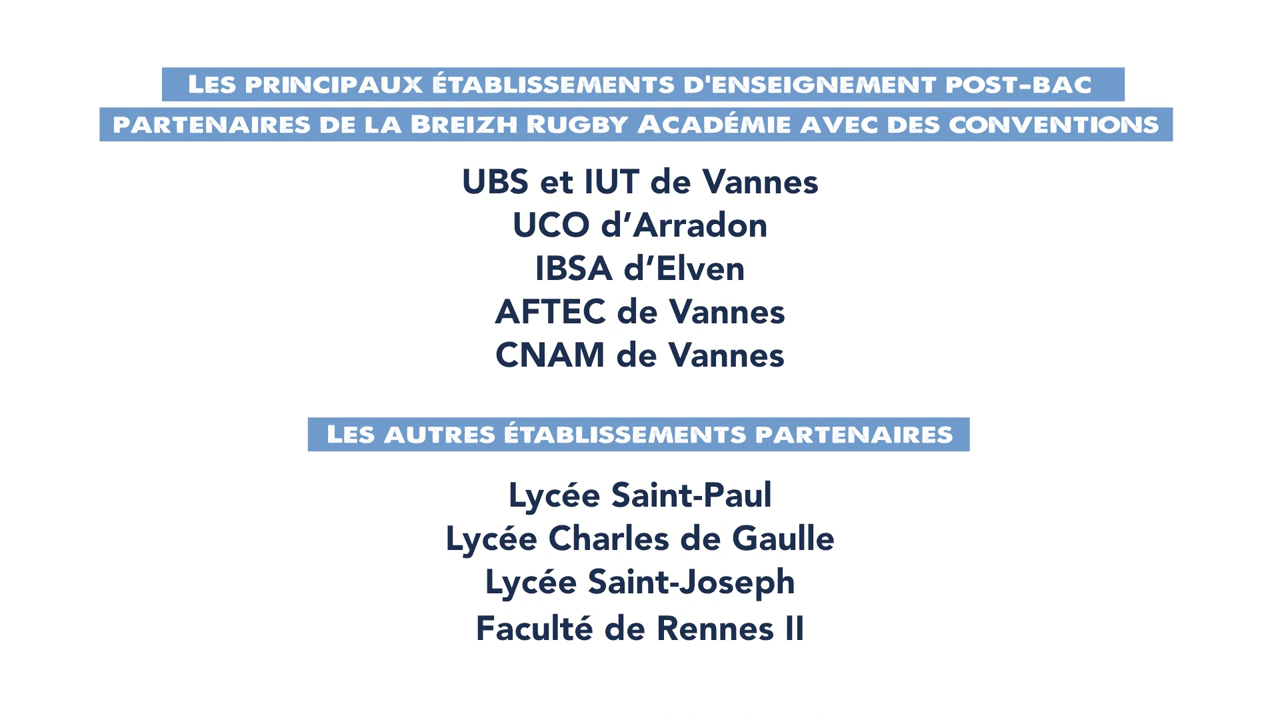 Les principaux établissements d'enseignement post-bac
partenaires de la Breizh Rugby Académie avec des conventions
UBS et IUT de Vannes
UCO d’Arradon
IBSA d’Elven
AFTEC de Vannes
CNAM de Vannes
Les autres établissements partenaires
Lycée Saint-Paul
Lycée Charles de Gaulle
Lycée Saint-Joseph
Faculté de Rennes II